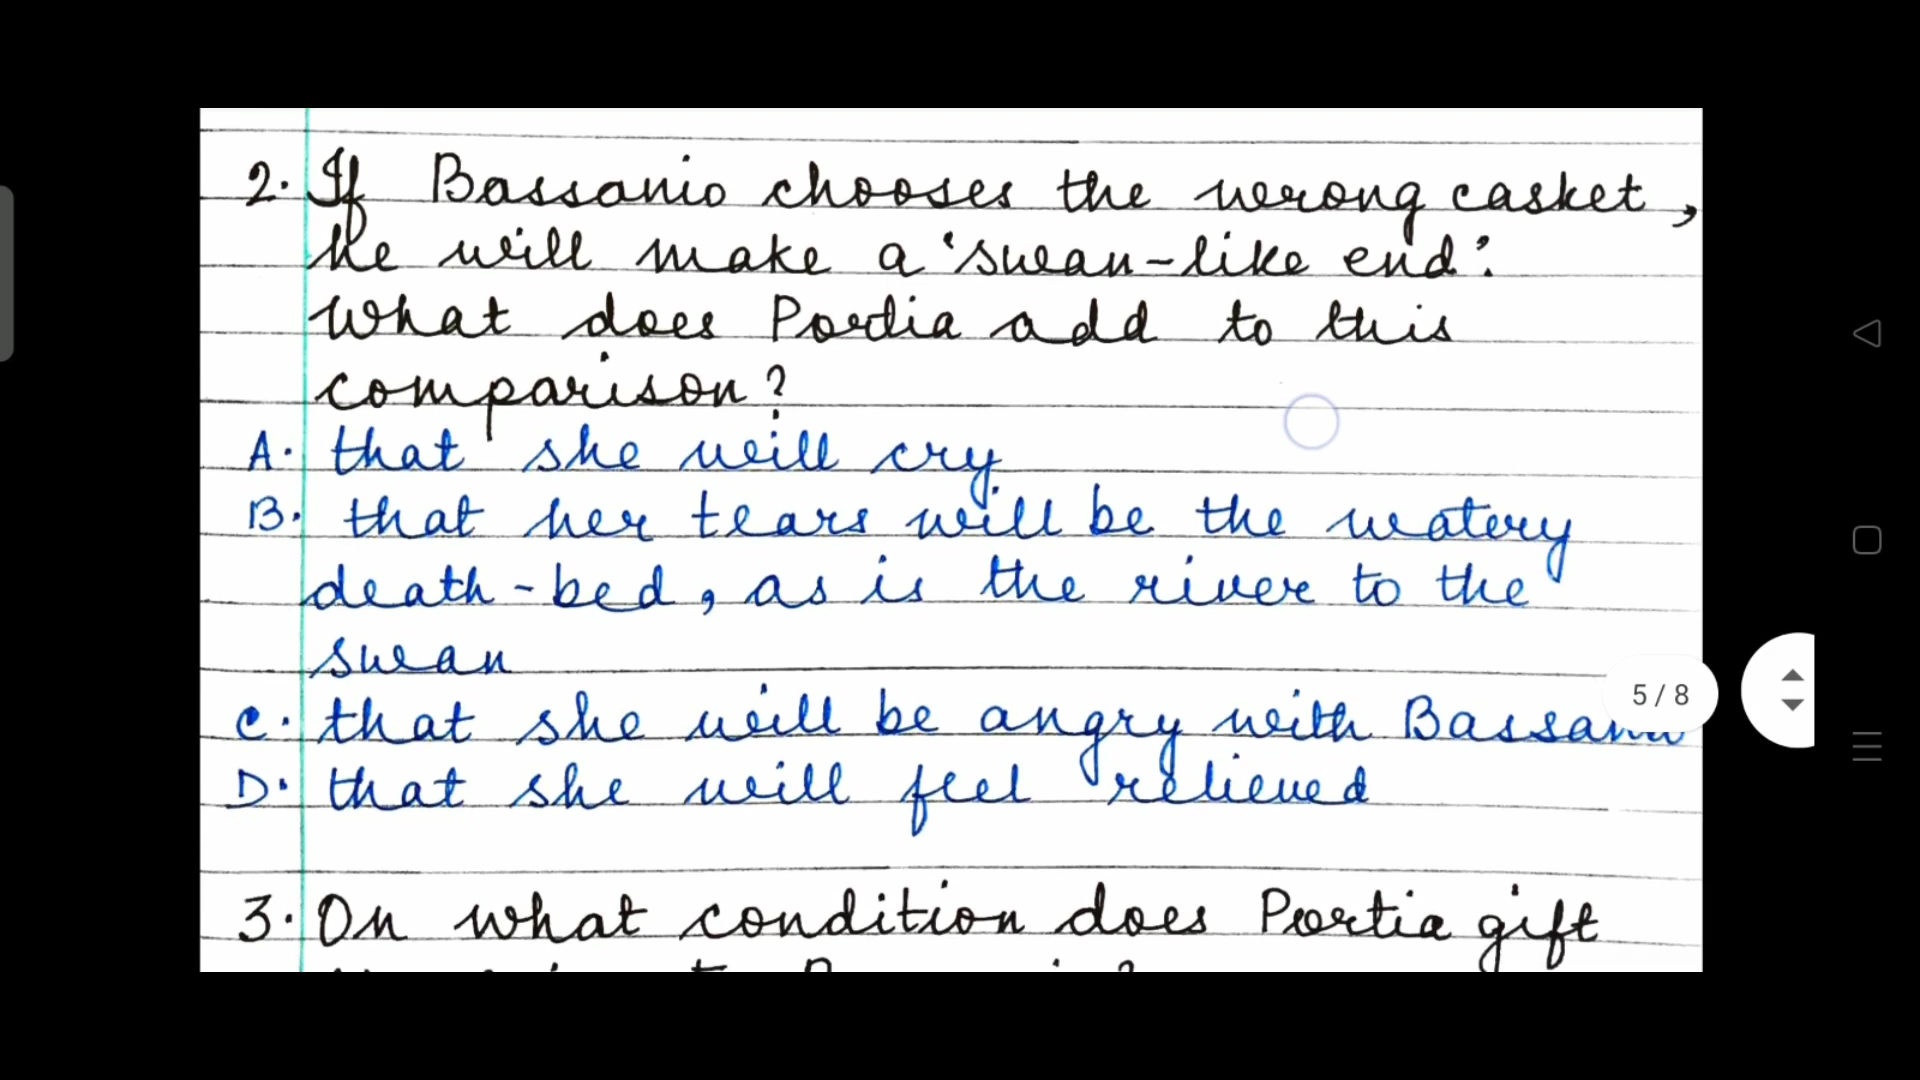 2. If Bassanio chooses the wrong casket,
he will make a 'swan-like end'.
What does Portia add to this
comparison?
A. that she will cry
B. that her tears will be the watery
death-bed, as is the river to the
swan
5/8
C. that she will be angry with Bassanio
D. that she will feel relieved
3. On what condition does Portia gift